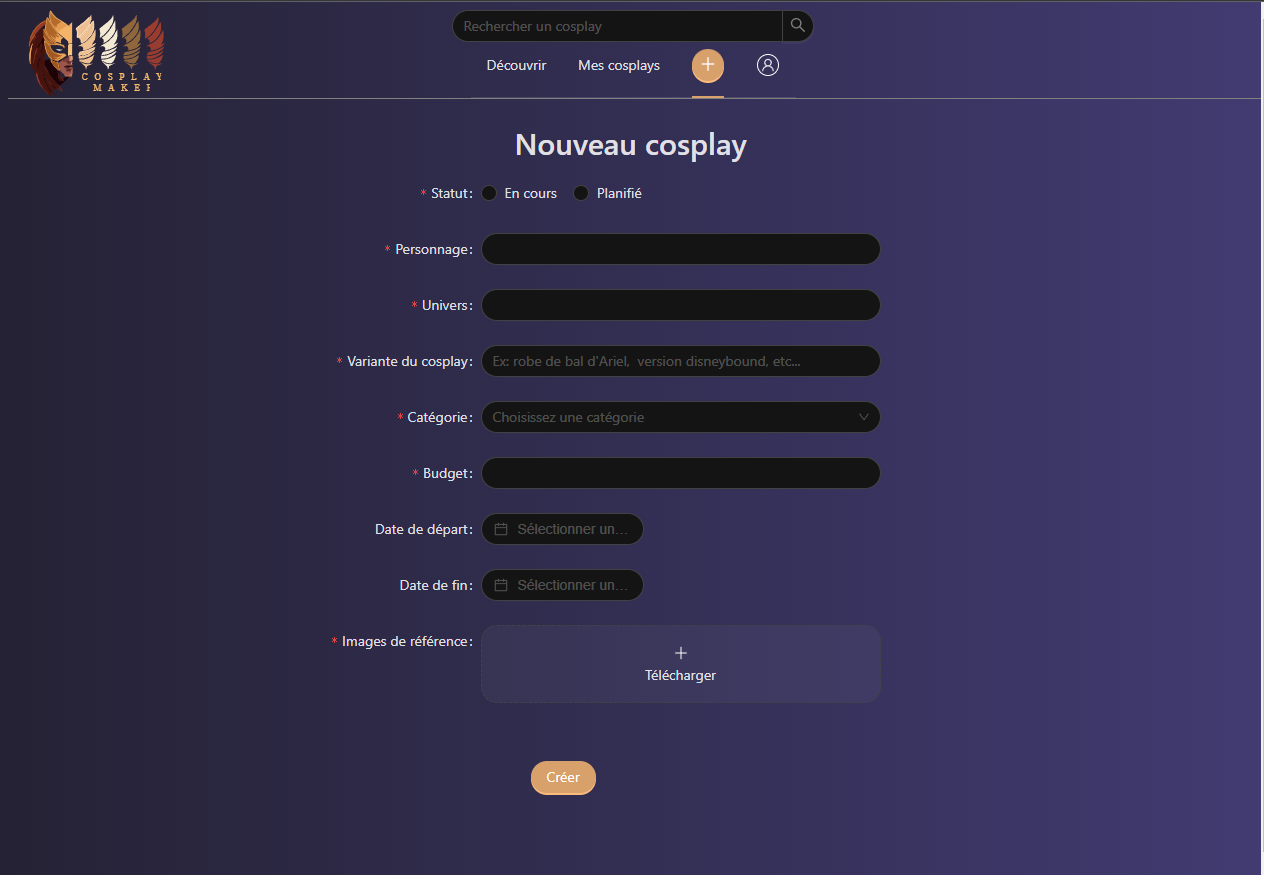 COSPLAY
MAKER
Rechercher un cosplay
Découvrir
Mes cosplays
Nouveau cosplay
* Statut:
En cours
Planifié
* Personnage:
* Univers:
* Variante du cosplay:
Ex: robe de bal d'Ariel, version disneybound, etc...
* Catégorie:
Choisissez une catégorie
* Budget:
Date de départ:
Sélectionner un...
Date de fin:
Sélectionner un...
* Images de référence:
+
Télécharger
Créer